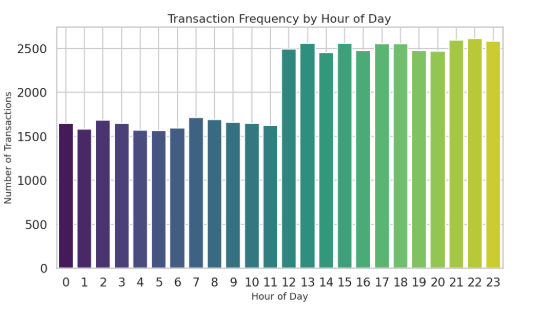 Transaction Frequency by Hour of Day
Number of Transactions
2500
2000
1500
1000
500
0
0 1 2 3 4 5 6 7 8 9 10 11 12 13 14 15 16 17 18 19 20 21 22 23
Hour of Day